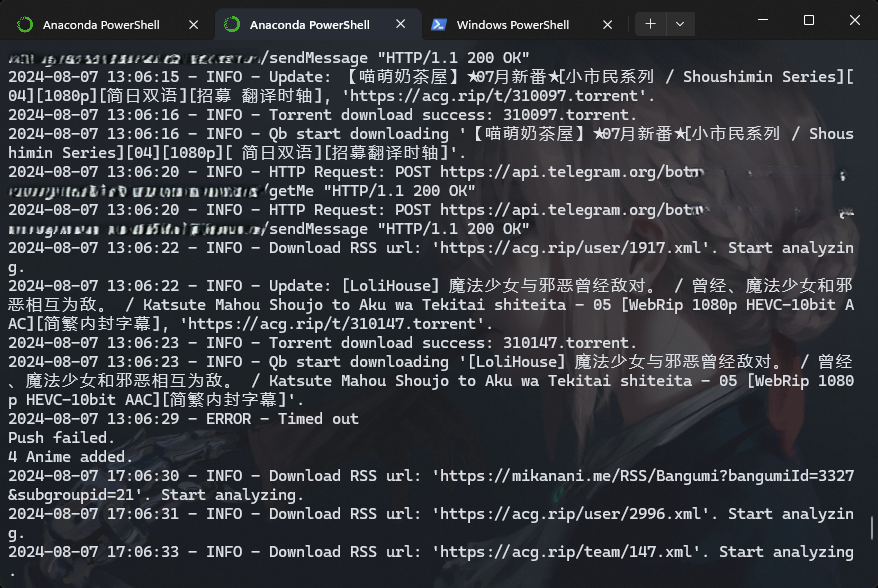 Anaconda PowerShell
Anaconda PowerShell
Windows PowerShell
/sendMessage "HTTP/1.1 200 OK"
2024-08-07 13:06:15 - INFO - Update: 【喵萌奶茶屋】★07月新番★[小市民系列 / Shoushimin Series][
04][1080p][简日双语][招募 翻译时轴], 'https://acg.rip/t/310097.torrent'.
2024-08-07 13:06:16 - INFO - Torrent download success: 310097.torrent.
2024-08-07 13:06:16 - INFO - Qb start downloading '【喵萌奶茶屋】★07月新番★[小市民系列 / Shous
himin Series][04][1080p][ 简日双语][招募翻译时轴]'.
2024-08-07 13:06:20 - INFO - HTTP Request: POST https://api.telegram.org/bot
/getMe "HTTP/1.1 200 OK"
2024-08-07 13:06:20 - INFO - HTTP Request: POST https://api.telegram.org/bot
/sendMessage "HTTP/1.1 200 OK"
2024-08-07 13:06:22 - INFO - Download RSS url: 'https://acg.rip/user/1917.xml'. Start analyzin
g.
2024-08-07 13:06:22 - INFO - Update: [LoliHouse] 魔法少女与邪恶曾经敌对。 / 曾经、魔法少女和邪
恶相互为敌。 / Katsute Mahou Shoujo to Aku wa Tekitai shiteita - 05 [WebRip 1080p HEVC-10bit A
AC][简繁内封字幕], 'https://acg.rip/t/310147.torrent'.
2024-08-07 13:06:23 - INFO - Torrent download success: 310147.torrent.
2024-08-07 13:06:23 - INFO - Qb start downloading '[LoliHouse] 魔法少女与邪恶曾经敌对。 / 曾经
、魔法少女和邪恶相互为敌。 / Katsute Mahou Shoujo to Aku wa Tekitai shiteita - 05 [WebRip 1080
p HEVC-10bit AAC][简繁内封字幕]'.
2024-08-07 13:06:29 - ERROR - Timed out
Push failed.
4 Anime added.
2024-08-07 17:06:30 - INFO - Download RSS url: 'https://mikanani.me/RSS/Bangumi?bangumiId=3327
&subgroupid=21'. Start analyzing.
2024-08-07 17:06:31 - INFO - Download RSS url: 'https://acg.rip/user/2996.xml'. Start analyzin
g.
2024-08-07 17:06:33 - INFO - Download RSS url: 'https://acg.rip/team/147.xml'. Start analyzing
.